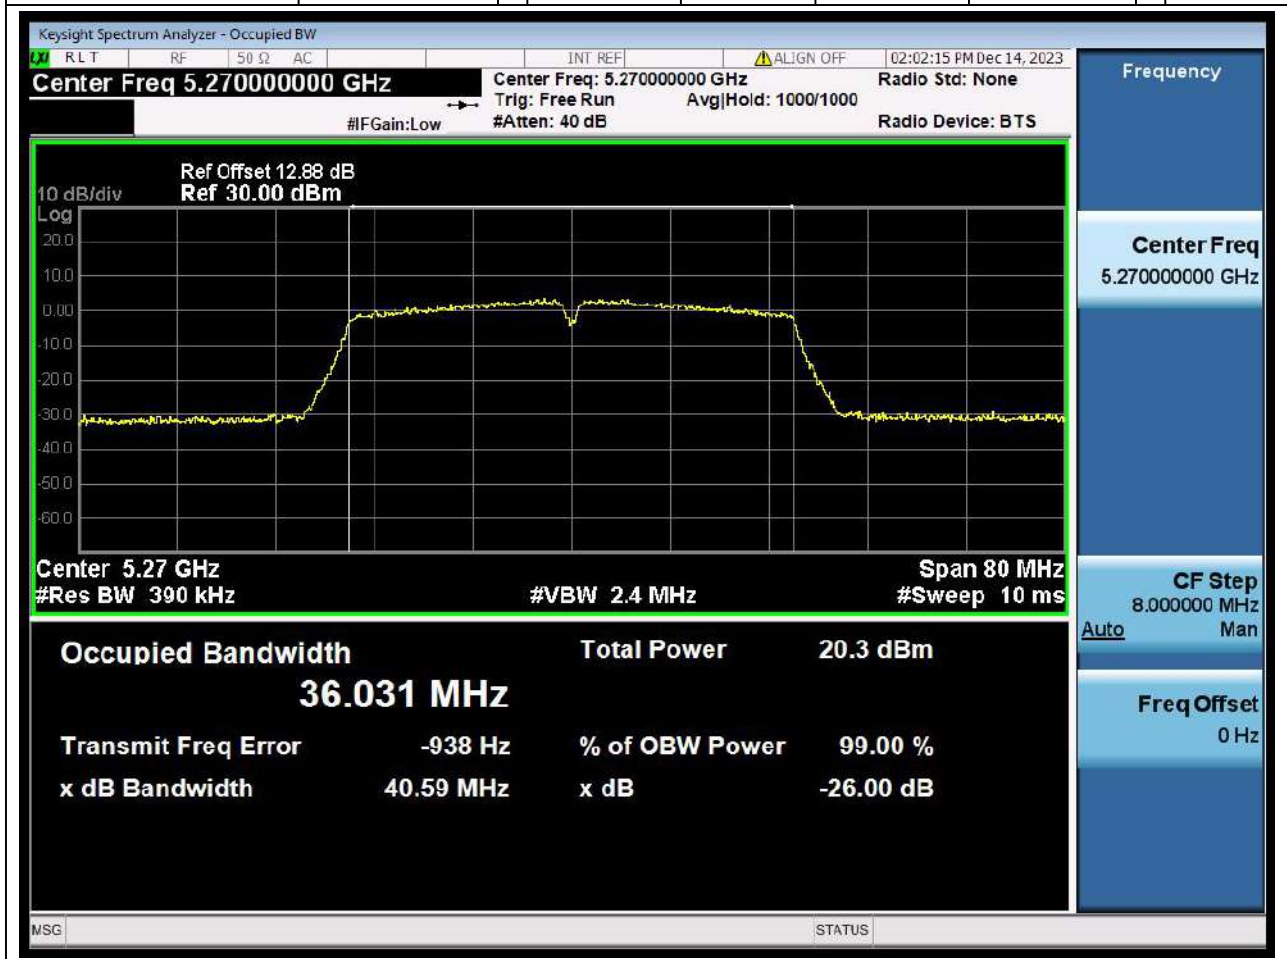 Keysight Spectrum Analyzer - Occupied BW
LXI RLT RF 50 Ω AC INT REF ALIGN OFF 02:02:15 PM Dec 14, 2023
Center Freq 5.270000000 GHz
Center Freq: 5.270000000 GHz
Radio Std: None
Trig: Free Run
Avg|Hold: 1000/1000
#IFGain:Low
#Atten: 40 dB
Radio Device: BTS
Frequency
Ref Offset 12.88 dB
10 dB/div
Ref 30.00 dBm
Log
20.0
10.0
0.00
-10.0
-20.0
-30.0
-40.0
-50.0
-60.0
Center 5.27 GHz
Span 80 MHz
#Res BW 390 kHz
#VBW 2.4 MHz
#Sweep 10 ms
Center Freq
5.270000000 GHz
CF Step
8.000000 MHz
Auto Man
Freq Offset
0 Hz
Occupied Bandwidth
36.031 MHz
Total Power 20.3 dBm
Transmit Freq Error -938 Hz
% of OBW Power 99.00 %
x dB Bandwidth 40.59 MHz
x dB -26.00 dB
MSG
STATUS